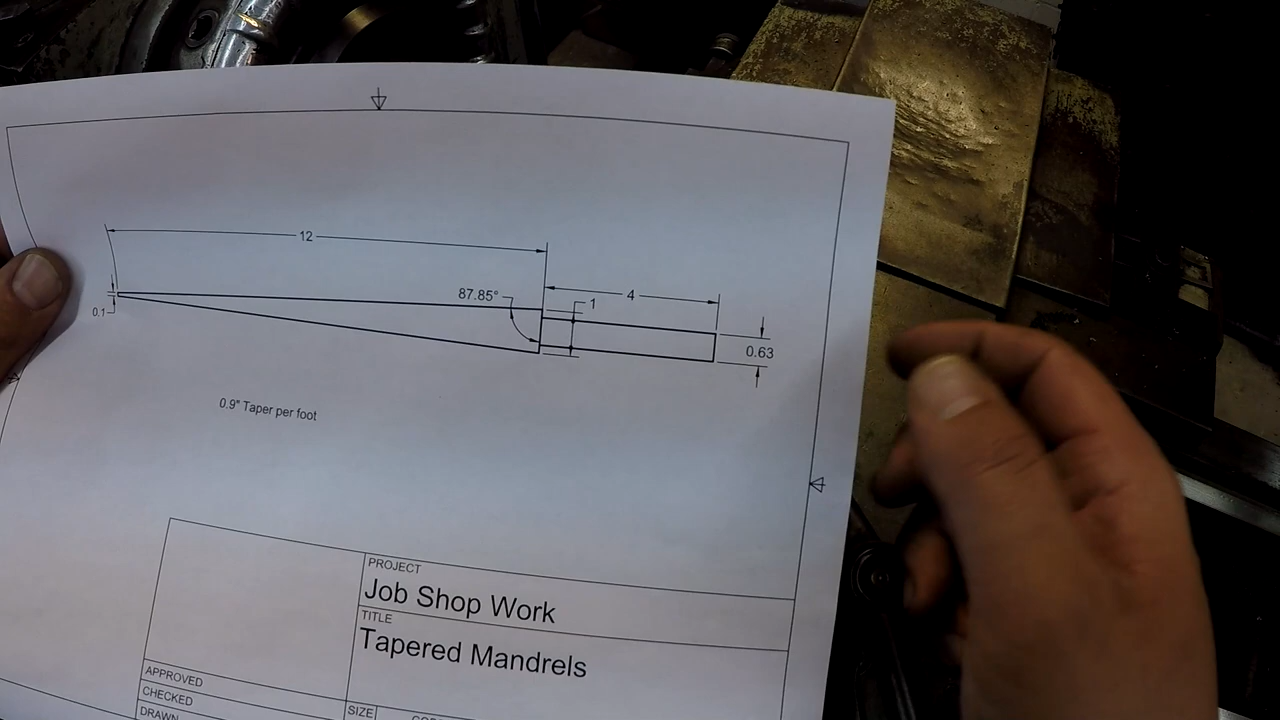 12
87.85°
1
4
0.1
0.63
0.9" Taper per foot
PROJECT
Job Shop Work
TITLE
Tapered Mandrels
APPROVED
CHECKED
DRAWN
SIZE